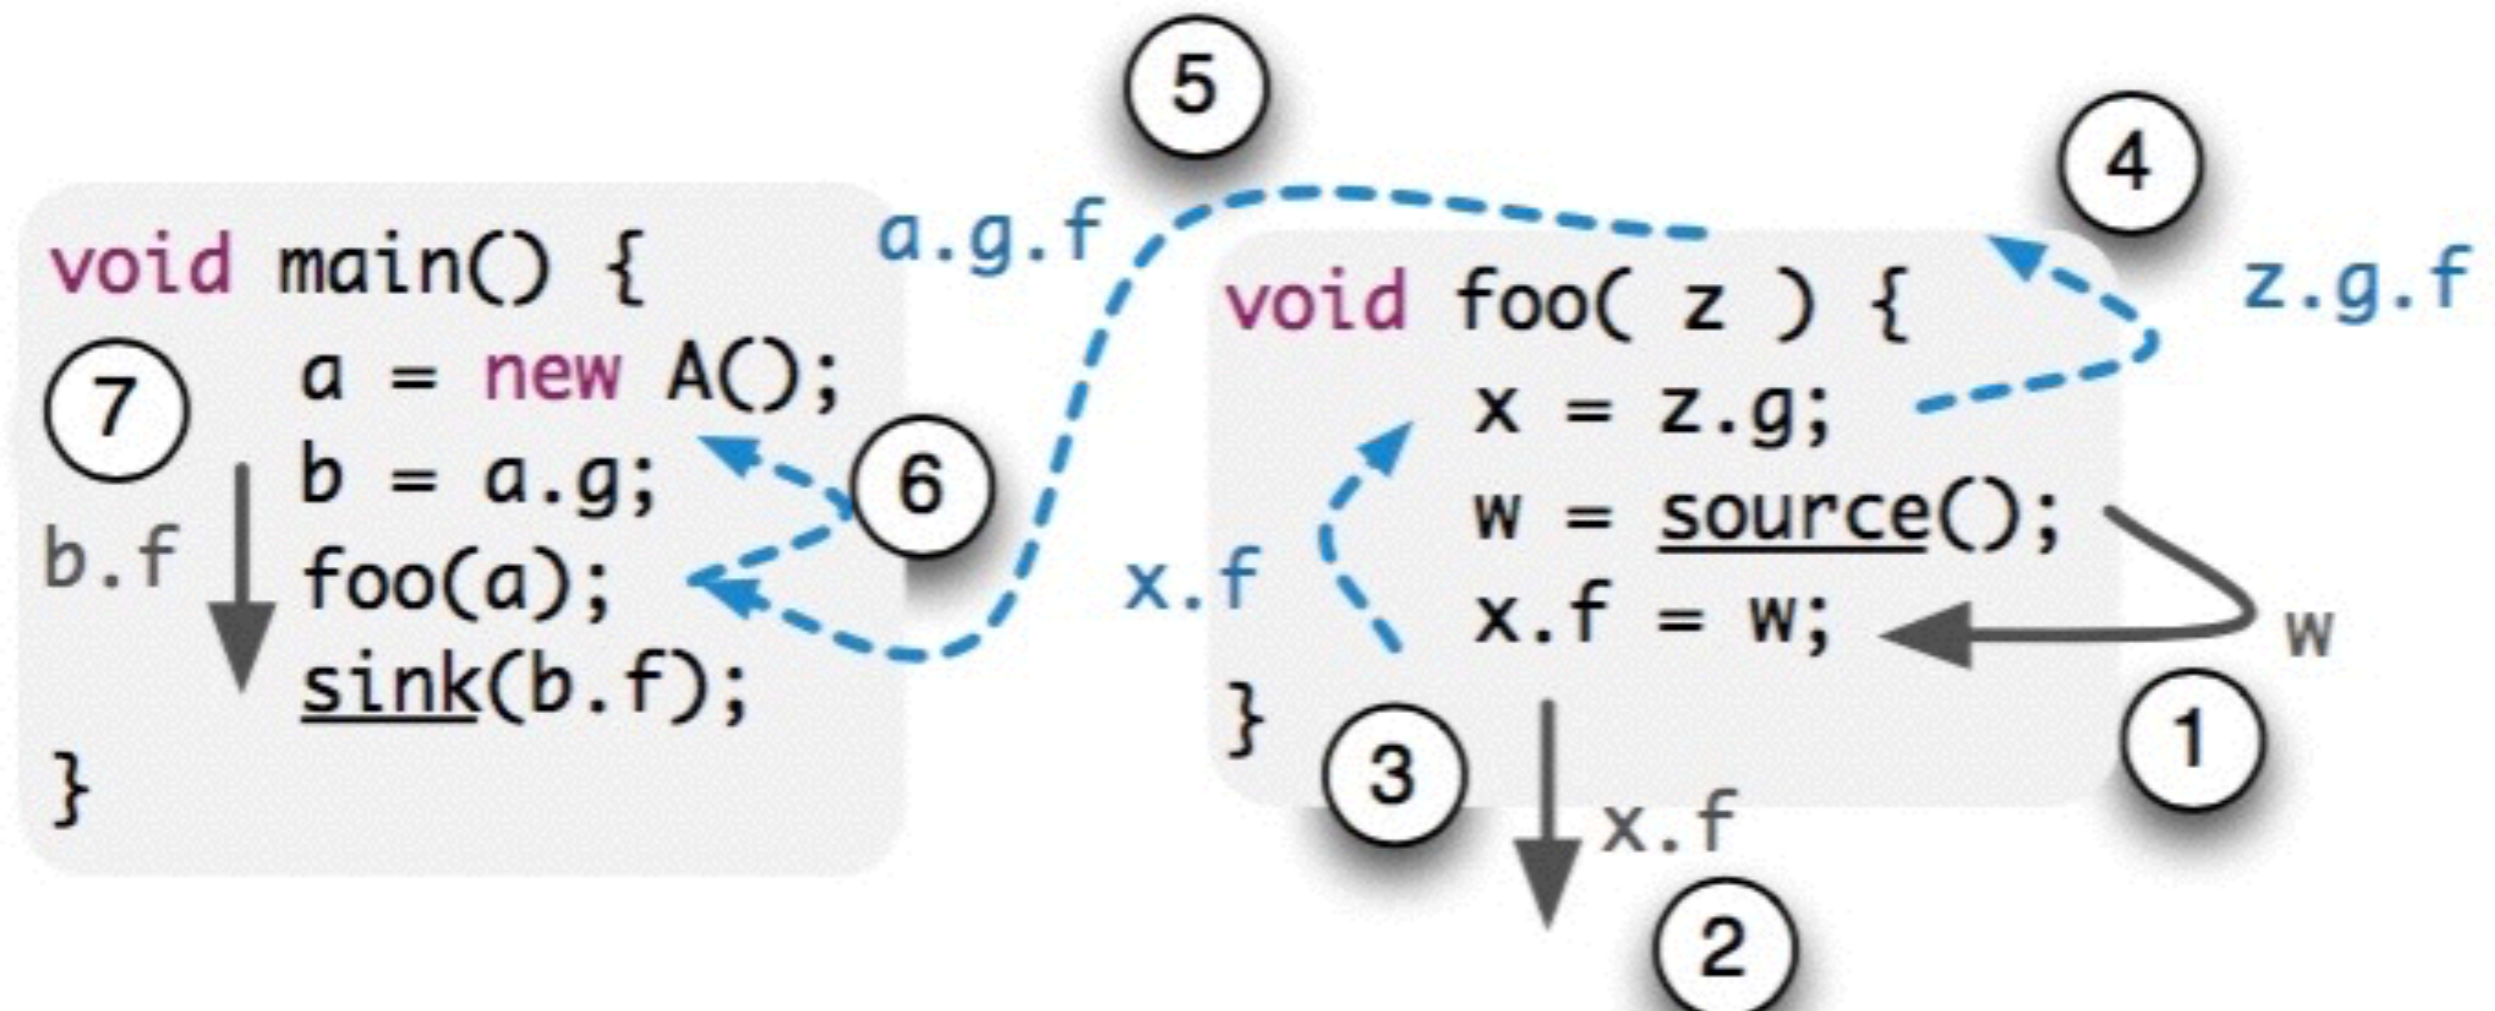 5
4
a.g.f
z.g.f
void main() {
7
a = new A();
b = a.g;
6
b.f
foo(a);
sink(b.f);
}
void foo( z ) {
x = z.g;
w = source();
x.f
x.f = w;
w
}
3
1
x.f
2